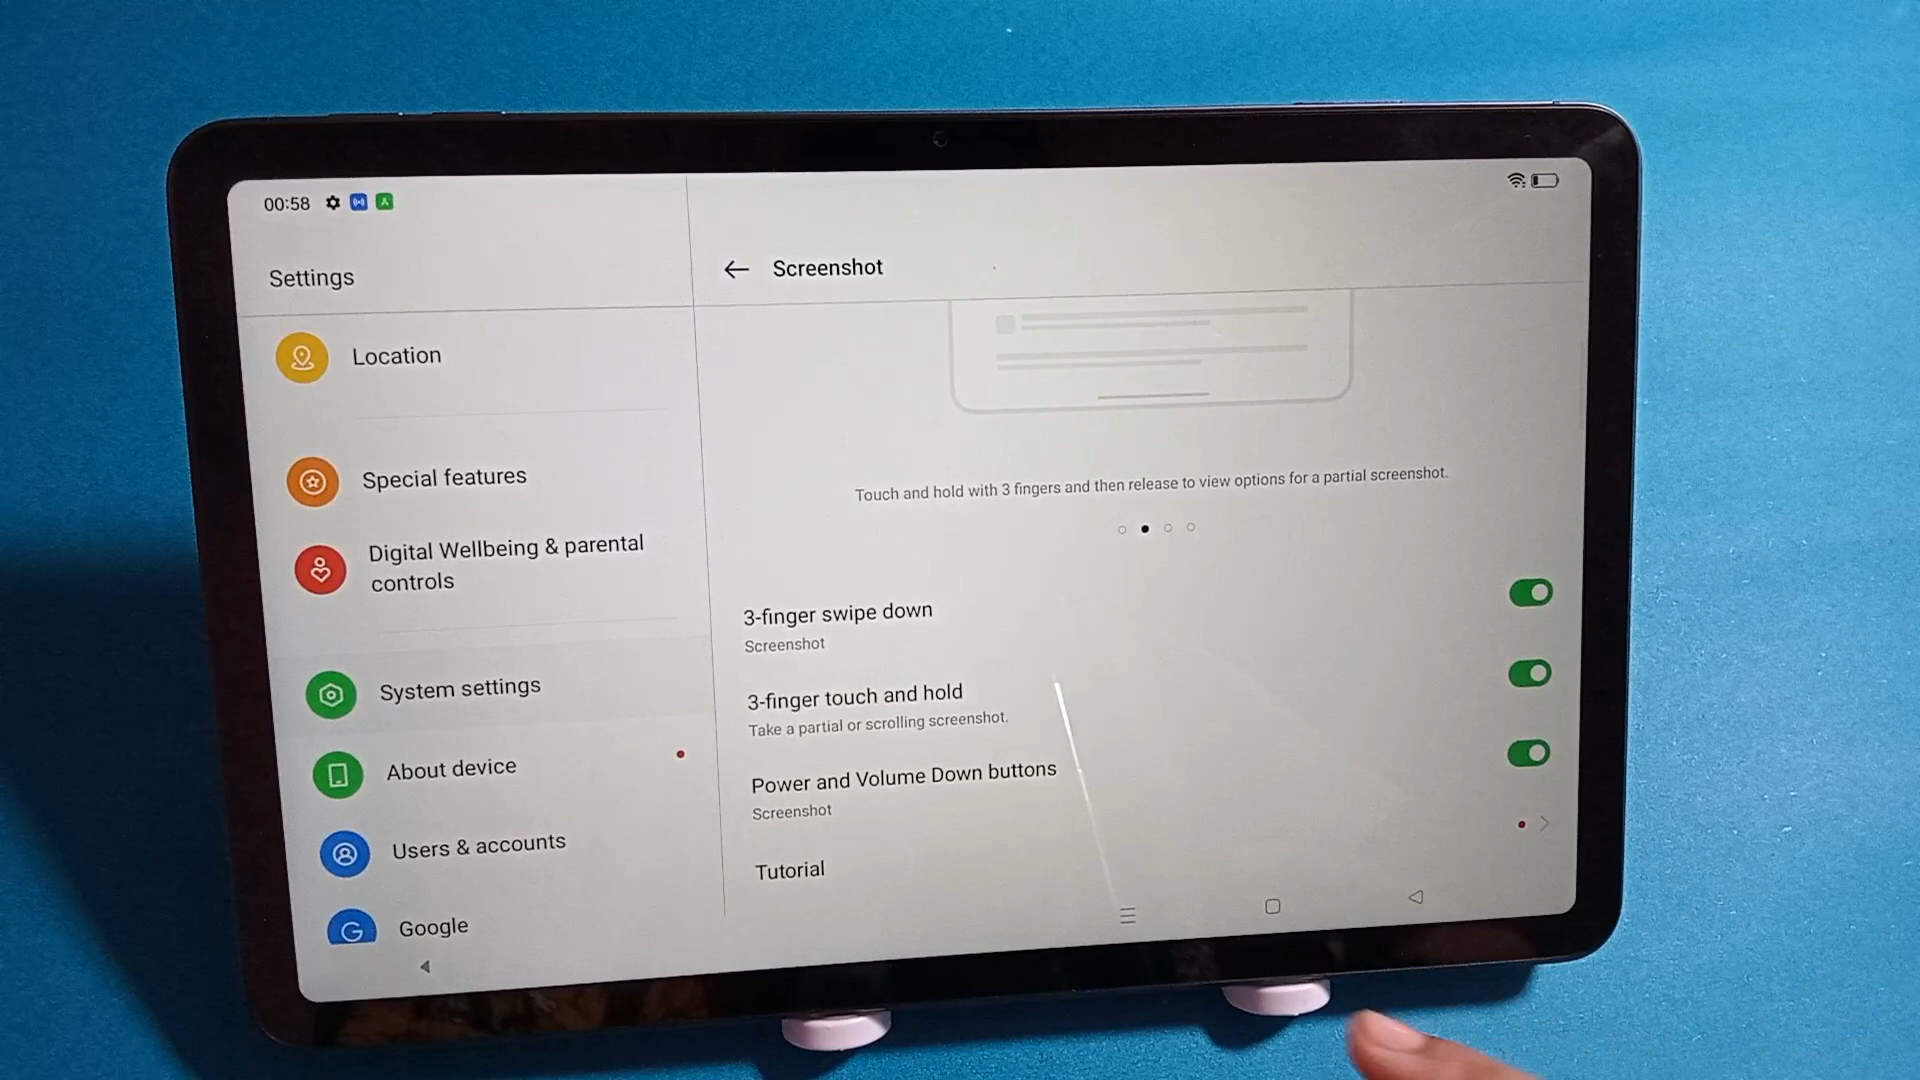 00:58
Settings
Location
Special features
Digital Wellbeing & parental
controls
System settings
About device
Users & accounts
Google
Screenshot
Touch and hold with 3 fingers and then release to view options for a partial screenshot.
3-finger swipe down
Screenshot
3-finger touch and hold
Take a partial or scrolling screenshot.
Power and Volume Down buttons
Screenshot
Tutorial